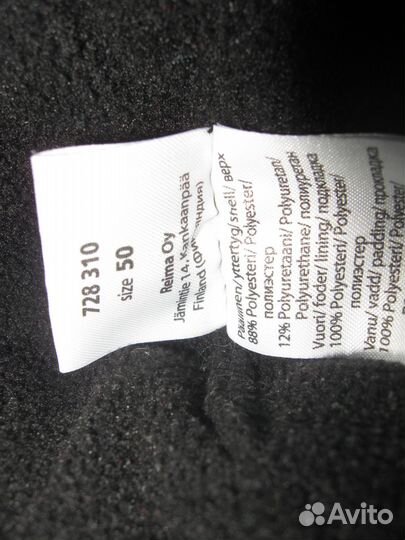 728 310
size 50
Reima Oy
Jämintie 14, Kankaanpää
Finland (Финляндия)
Päällinen/yttertyg/snell/верх
88% Polyesteri/ Polyester/
полиэстер
12% Polyuretaani/ Polyuretan/
Polyurethane/ полиуретан
Vuori/ foder/ lining/ подкладка
100% Polyesteri/ Polyester/
полиэстер
Vanu/ vadd/ padding/ прокладка
100% Polyesteri/ Polyester/
Avito